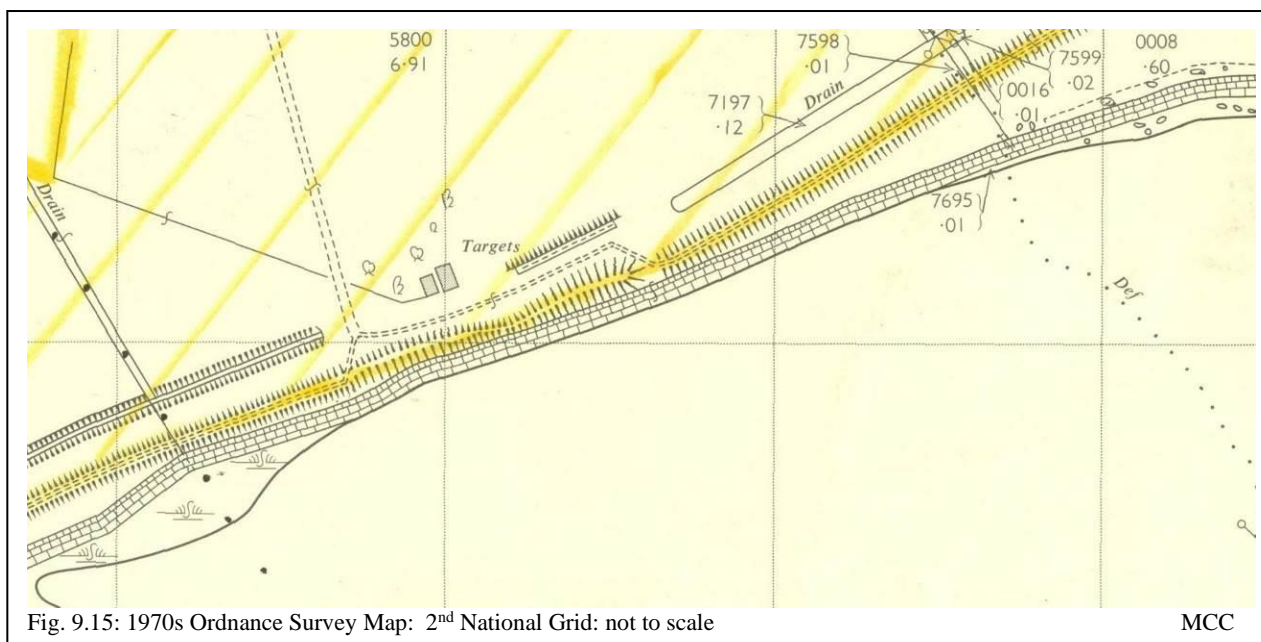 5800
6·91
7598
·01
7599
·02
0008
·60
0016
·01
7197
·12
Drain
Drain
7695
·01
Targets
Def
Fig. 9.15: 1970s Ordnance Survey Map: 2nd National Grid: not to scale
MCC